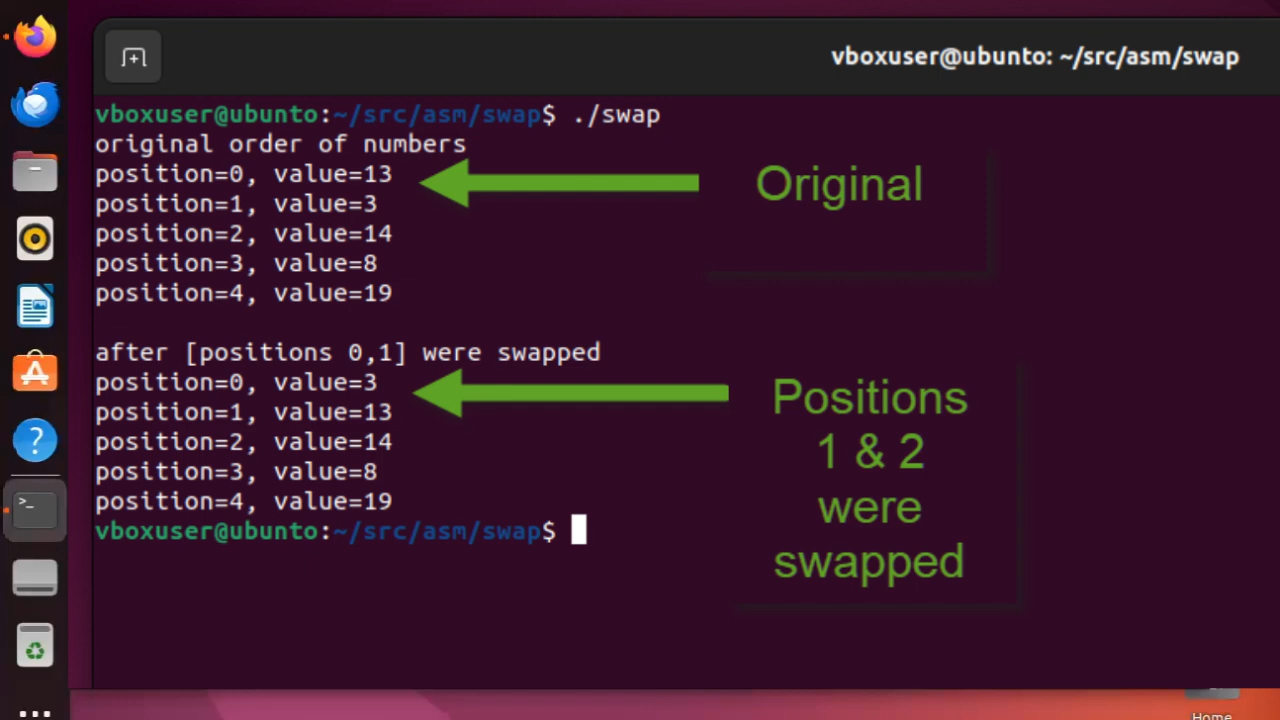 vboxuser@ubunto: ~/src/asm/swap
vboxuser@ubunto:~/src/asm/swap$ ./swap
original order of numbers
position=0, value=13
position=1, value=3
position=2, value=14
position=3, value=8
position=4, value=19
after [positions 0,1] were swapped
position=0, value=3
position=1, value=13
position=2, value=14
position=3, value=8
position=4, value=19
vboxuser@ubunto:~/src/asm/swap$
Original
Positions
1 & 2
were
swapped
Home